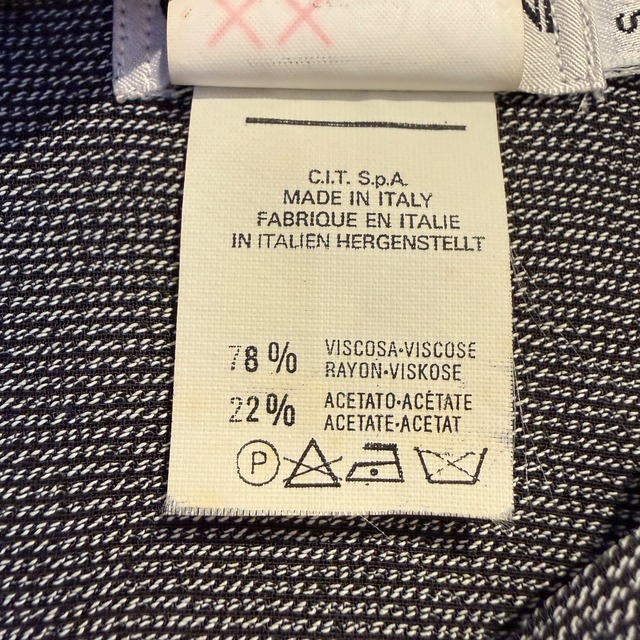 XX
C.I.T. S.p.A.
MADE IN ITALY
FABRIQUE EN ITALIE
IN ITALIEN HERGENSTELLT
78% VISCOSA·VISCOSE
RAYON·VISKOSE
22% ACETATO·ACÉTATE
ACETATE·ACETAT
P